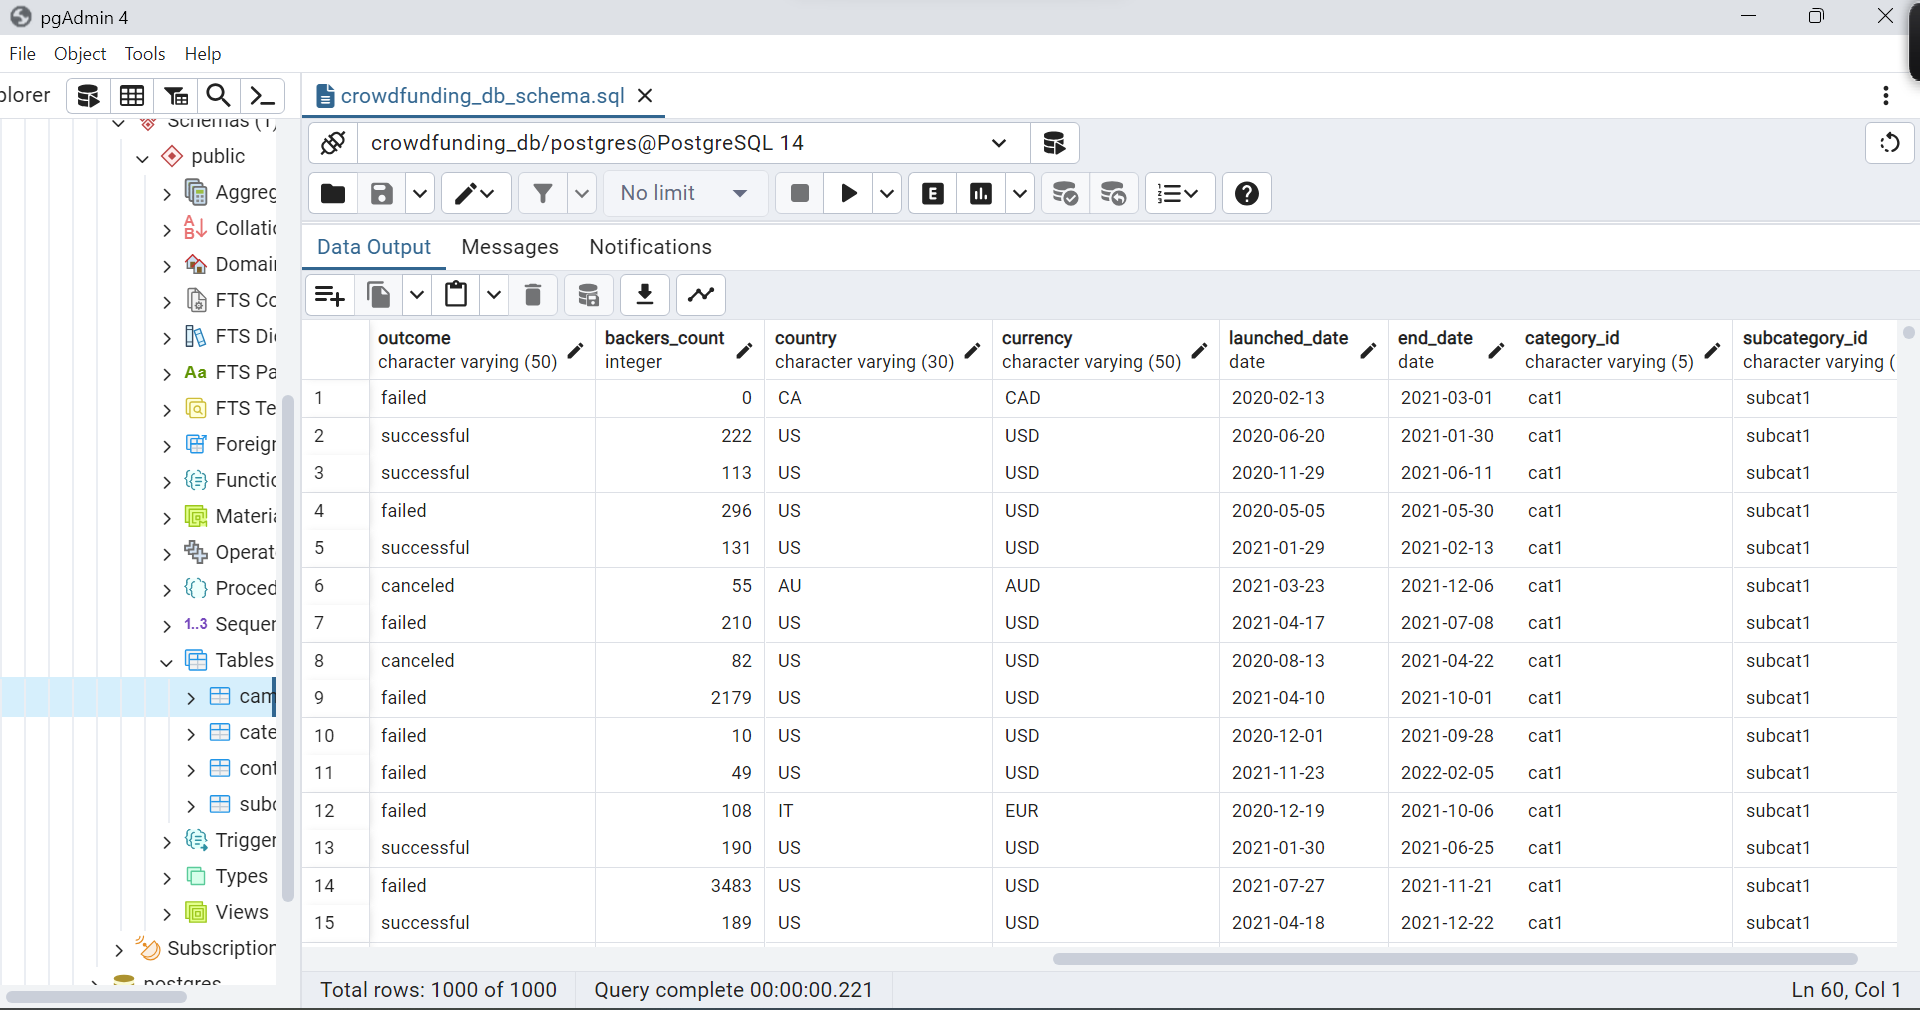 pgAdmin 4
File Object Tools Help
plorer
crowdfunding_db_schema.sql
crowdfunding_db/postgres@PostgreSQL 14
No limit
Data Output Messages Notifications
Schemas (1)
public
Aggreg
Collatio
Domain
FTS Co
FTS Dic
Aa FTS Pa
FTS Te
Foreign
Functio
Materia
Operat
Proced
1..3 Sequen
Tables
cam
cate
cont
subc
Trigger
Types
Views
Subscription
postgres
outcome backers_count country currency launched_date end_date category_id subcategory_id
character varying (50) integer character varying (30) character varying (50) date date character varying (5) character varying (
1 failed 0 CA CAD 2020-02-13 2021-03-01 cat1 subcat1
2 successful 222 US USD 2020-06-20 2021-01-30 cat1 subcat1
3 successful 113 US USD 2020-11-29 2021-06-11 cat1 subcat1
4 failed 296 US USD 2020-05-05 2021-05-30 cat1 subcat1
5 successful 131 US USD 2021-01-29 2021-02-13 cat1 subcat1
6 canceled 55 AU AUD 2021-03-23 2021-12-06 cat1 subcat1
7 failed 210 US USD 2021-04-17 2021-07-08 cat1 subcat1
8 canceled 82 US USD 2020-08-13 2021-04-22 cat1 subcat1
9 failed 2179 US USD 2021-04-10 2021-10-01 cat1 subcat1
10 failed 10 US USD 2020-12-01 2021-09-28 cat1 subcat1
11 failed 49 US USD 2021-11-23 2022-02-05 cat1 subcat1
12 failed 108 IT EUR 2020-12-19 2021-10-06 cat1 subcat1
13 successful 190 US USD 2021-01-30 2021-06-25 cat1 subcat1
14 failed 3483 US USD 2021-07-27 2021-11-21 cat1 subcat1
15 successful 189 US USD 2021-04-18 2021-12-22 cat1 subcat1
Total rows: 1000 of 1000 Query complete 00:00:00.221 Ln 60, Col 1